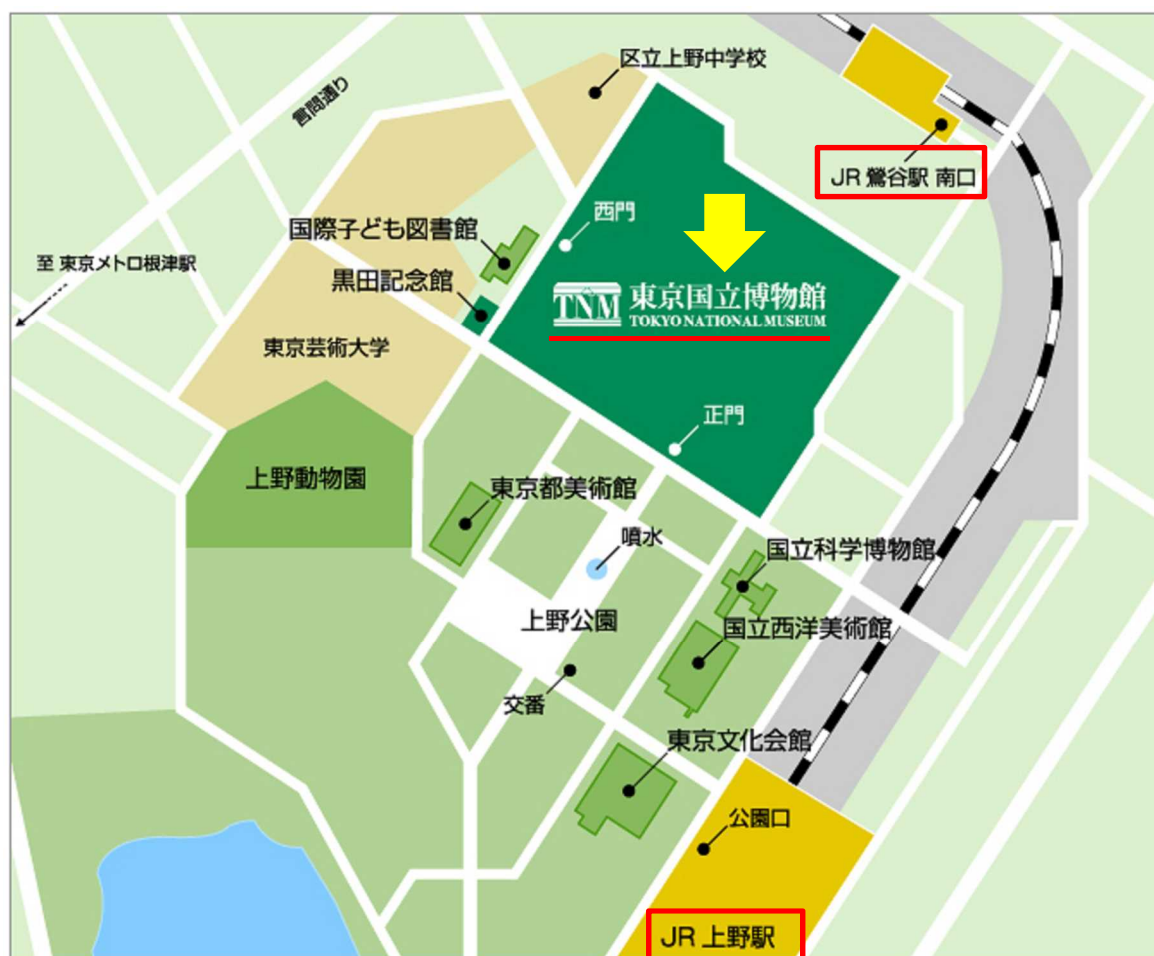 区立上野中学校
言問通り
JR 鶯谷駅 南口
西門
国際子ども図書館
至 東京メトロ根津駅
黒田記念館
TNM 東京国立博物館
TOKYO NATIONAL MUSEUM
東京芸術大学
正門
上野動物園
東京都美術館
噴水
国立科学博物館
上野公園
国立西洋美術館
交番
東京文化会館
公園口
JR 上野駅